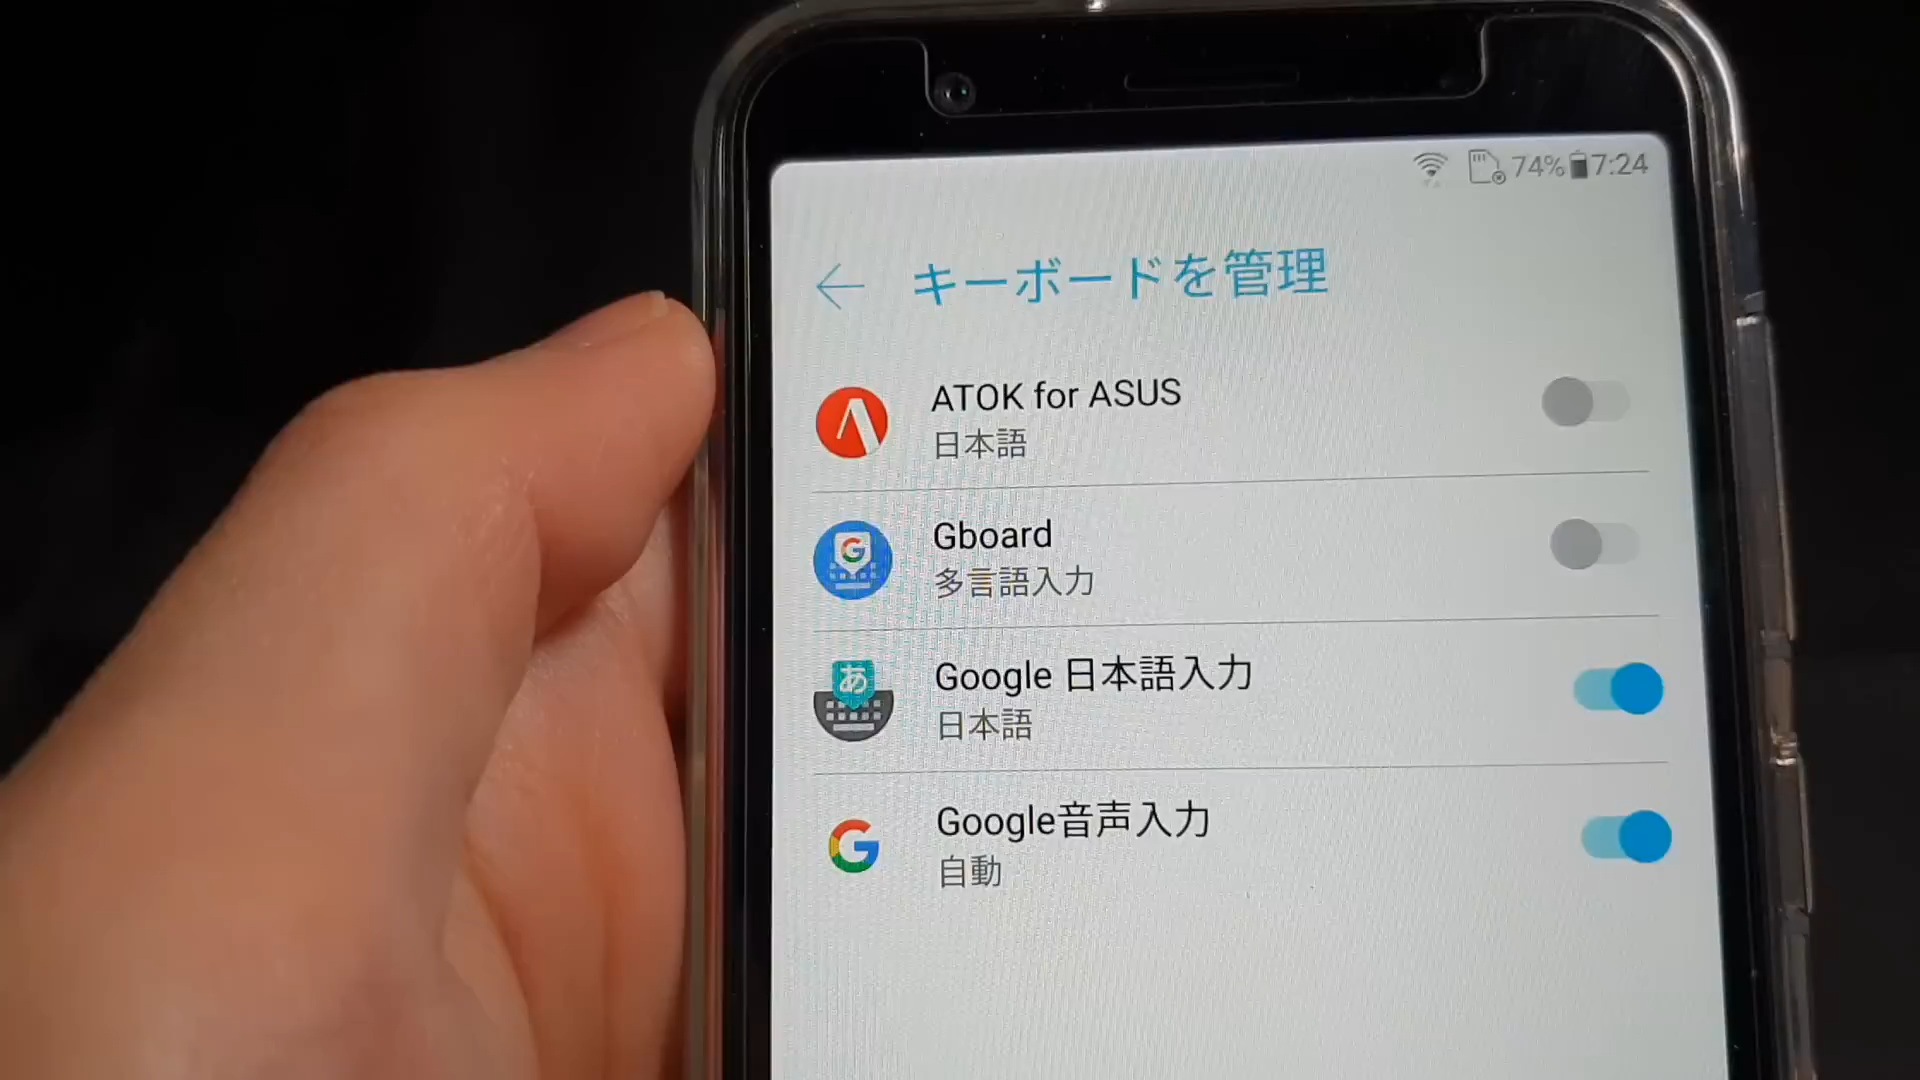 74% 7:24
キーボードを管理
ATOK for ASUS
日本語
Gboard
多言語入力
Google 日本語入力
日本語
Google音声入力
自動